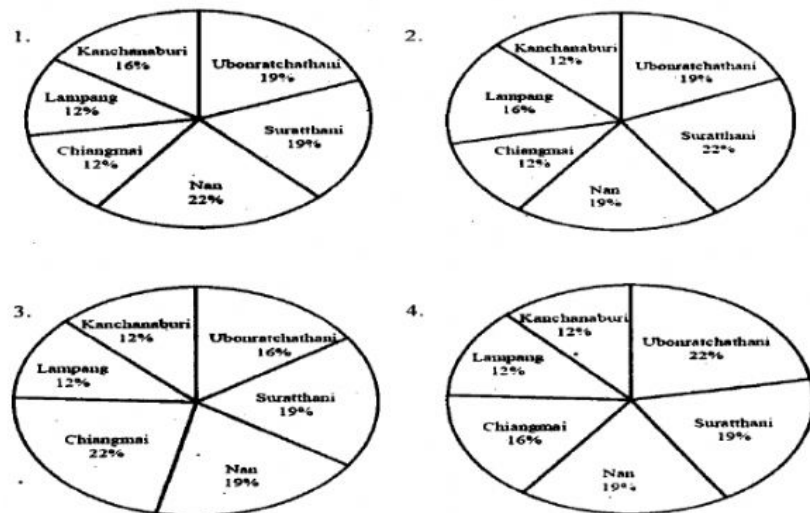 1.
Kanchanaburi
16%
Ubonratchathani
19%
Lampang
12%
Suratthani
19%
Chiangmai
12%
Nan
22%
2.
Kanchanaburi
12%
Ubonratchathani
19%
Lampang
16%
Suratthani
22%
Chiangmai
12%
Nan
19%
3.
Kanchanaburi
12%
Ubonratchathani
16%
Lampang
12%
Suratthani
19%
Chiangmai
22%
Nan
19%
4.
Kanchanaburi
12%
Ubonratchathani
22%
Lampang
12%
Suratthani
19%
Chiangmai
16%
Nan
19%